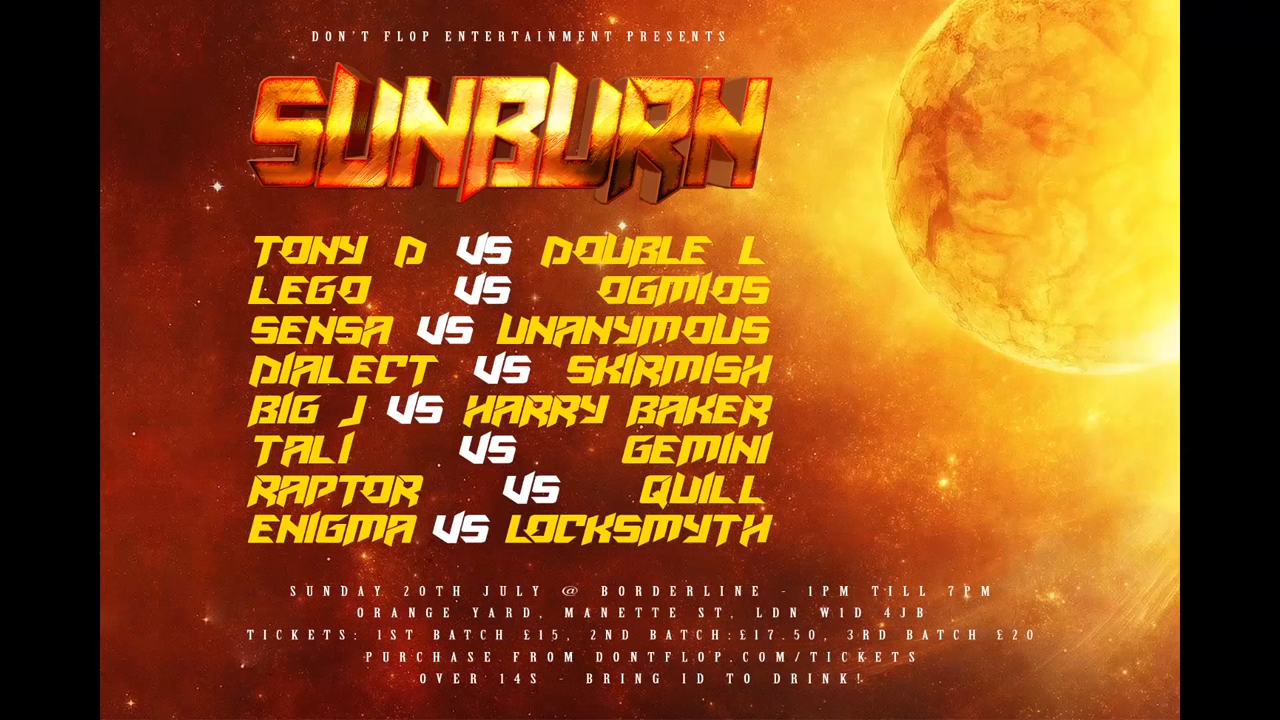 DON'T FLOP ENTERTAINMENT PRESENTS
SUNBURN
TONY D VS DOUBLE L
LEGO VS OGMIOS
SENSA VS UNANYMOUS
DIALECT VS SKIRMISH
BIG J VS HARRY BAKER
TALI VS GEMINI
RAPTOR VS QUILL
ENIGMA VS LOCKSMYTH
SUNDAY 20TH JULY @ BORDERLINE - 1PM TILL 7PM
ORANGE YARD, MANETTE ST, LDN W1D 4JB
TICKETS: 1ST BATCH £15, 2ND BATCH:£17.50, 3RD BATCH £20
PURCHASE FROM DONTFLOP.COM/TICKETS
OVER 14S - BRING ID TO DRINK!